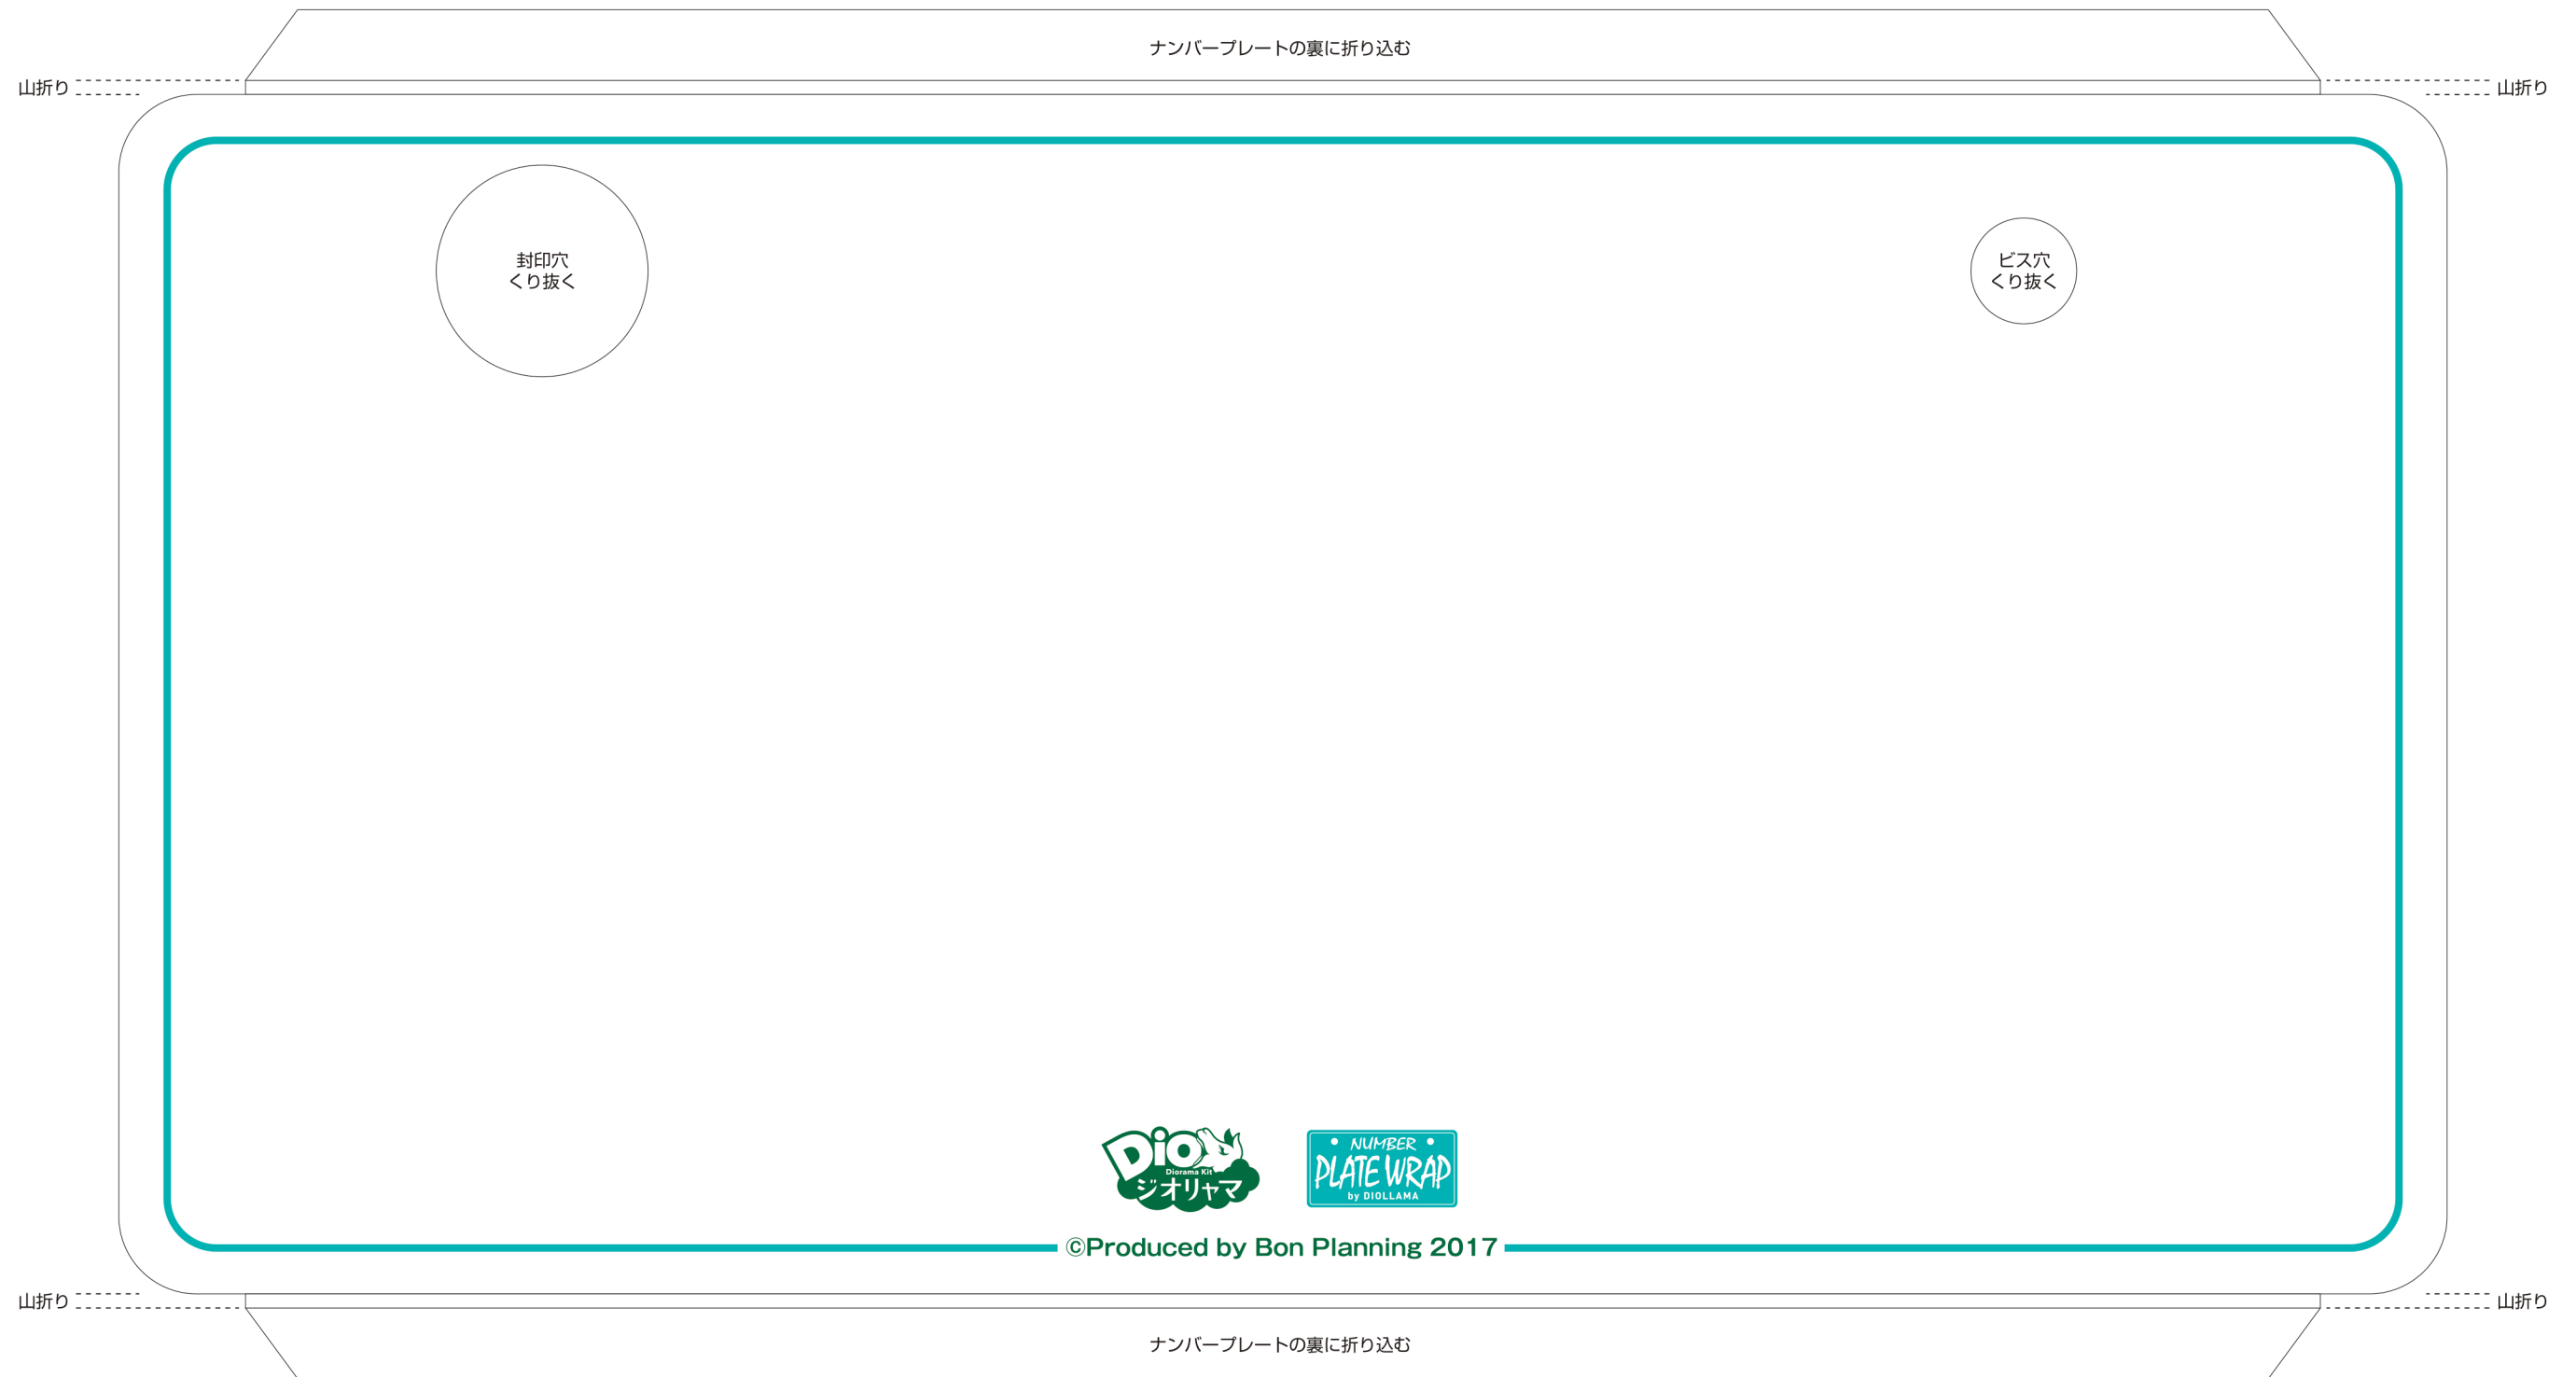 ナンバープレートの裏に折り込む
山折り
山折り
封印穴
くり抜く
ビス穴
くり抜く
Dio
Diorama Kit
ジオリャマ
NUMBER
PLATE WRAP
by DIOLLAMA
©Produced by Bon Planning 2017
山折り
山折り
ナンバープレートの裏に折り込む